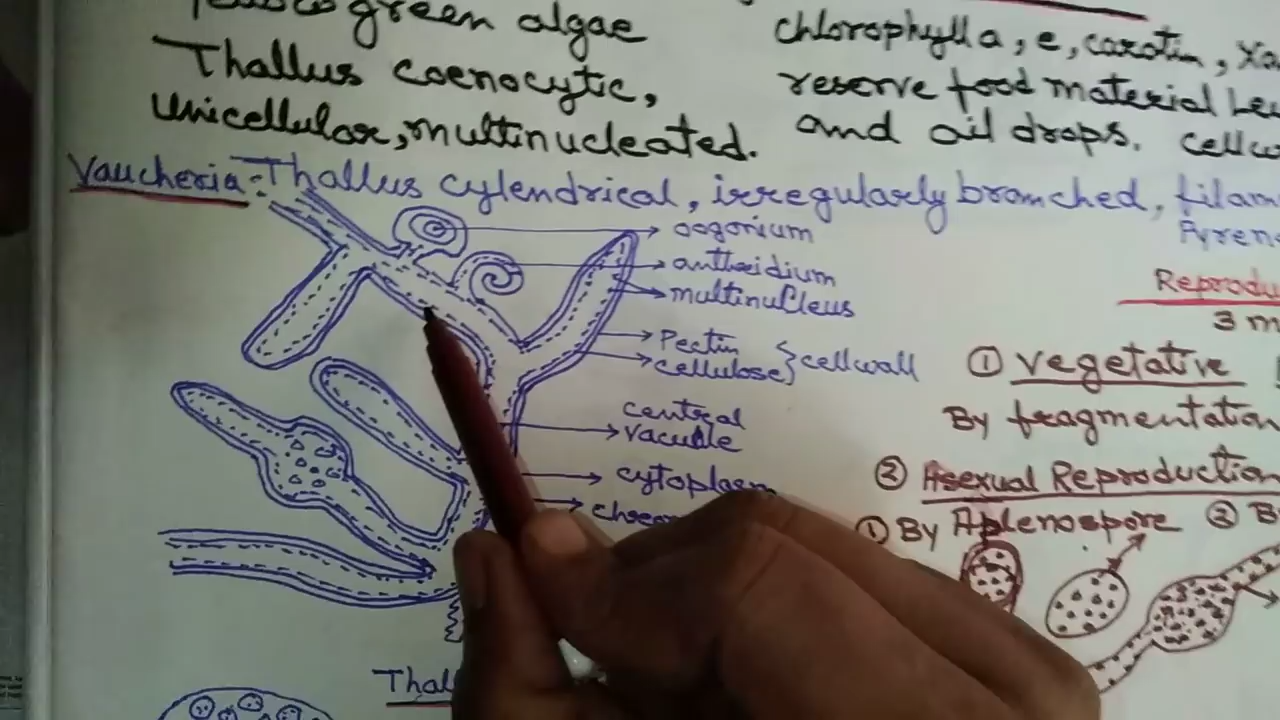 green algae
Thallus coenocytic,
Unicellular, multinucleated.
chlorophyll a, e, carotin,
reserve food material
and oil drops.
Vaucheria:- Thallus cylendrical, irregularly branched,
oogonium
antheridium
multinucleus
Pectin
cellulose } cellwall
central
vacuole
cytoplasm
3
① Vegetative
By fragmentation
② Asexual Reproduction
① By Aplenospore ②